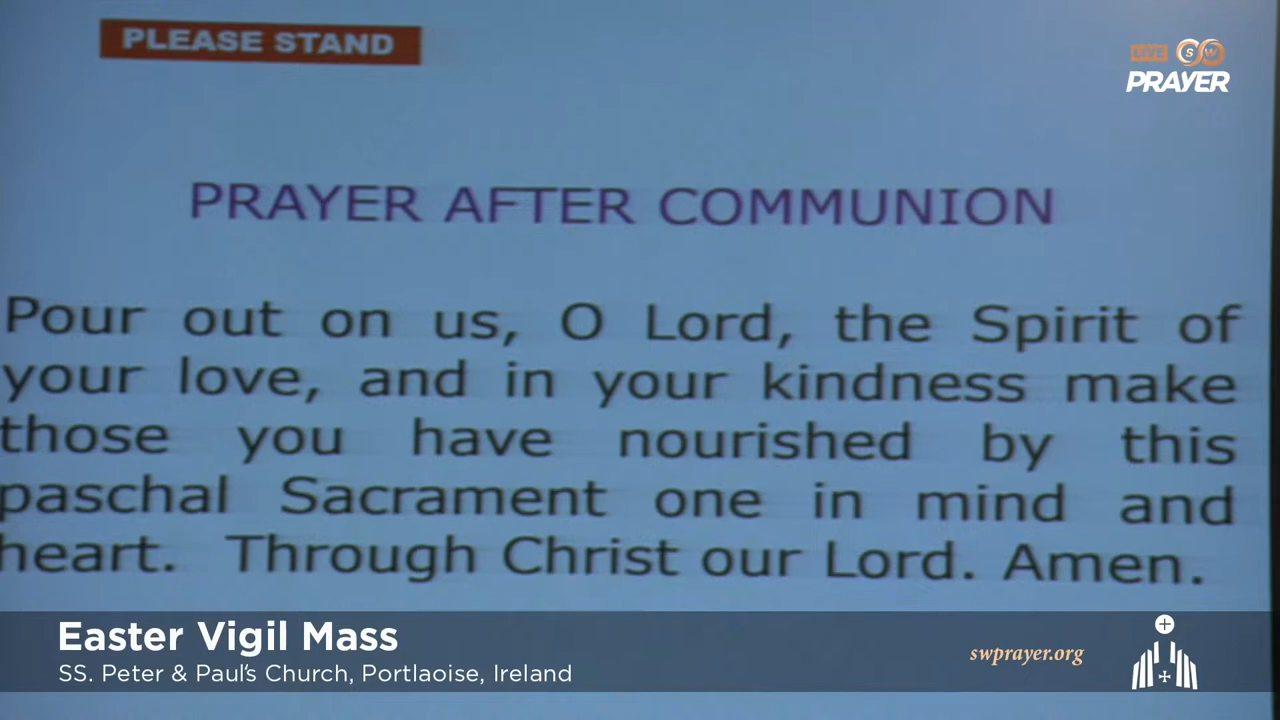 PLEASE STAND
LIVE SW
PRAYER
PRAYER AFTER COMMUNION
Pour out on us, O Lord, the Spirit of
your love, and in your kindness make
those you have nourished by this
paschal Sacrament one in mind and
heart. Through Christ our Lord. Amen.
Easter Vigil Mass
SS. Peter & Paul's Church, Portlaoise, Ireland
swprayer.org